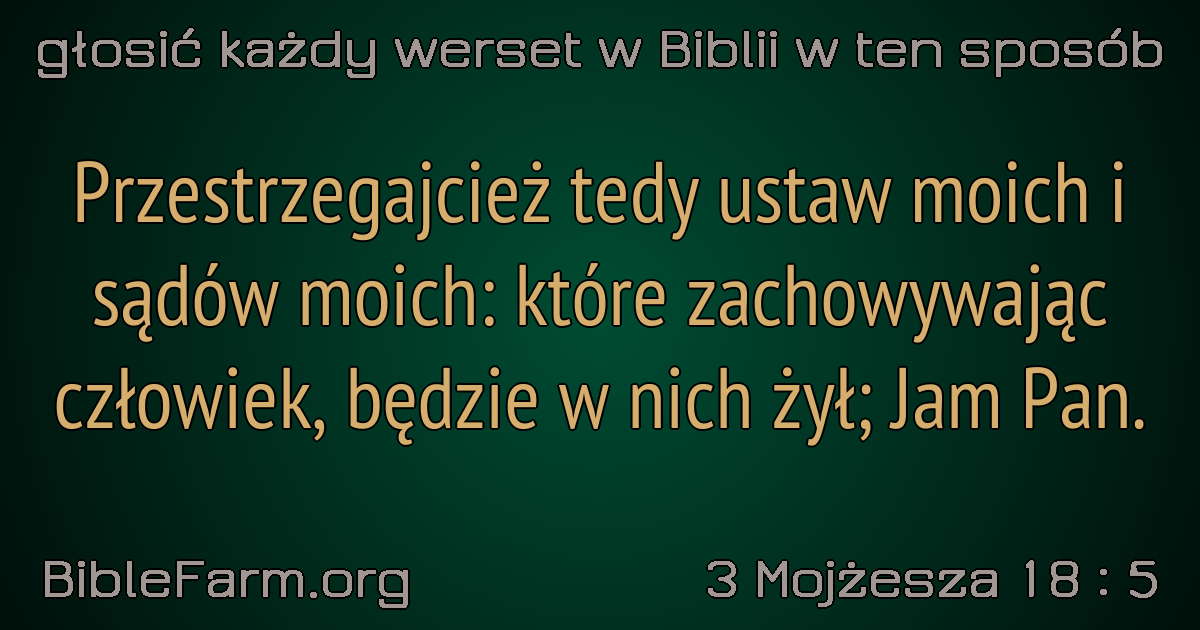 głosić każdy werset w Biblii w ten sposób
Przestrzegajcież tedy ustaw moich i
sądów moich: które zachowywając
człowiek, będzie w nich żył; Jam Pan.
BibleFarm.org
3 Mojżesza 18 : 5